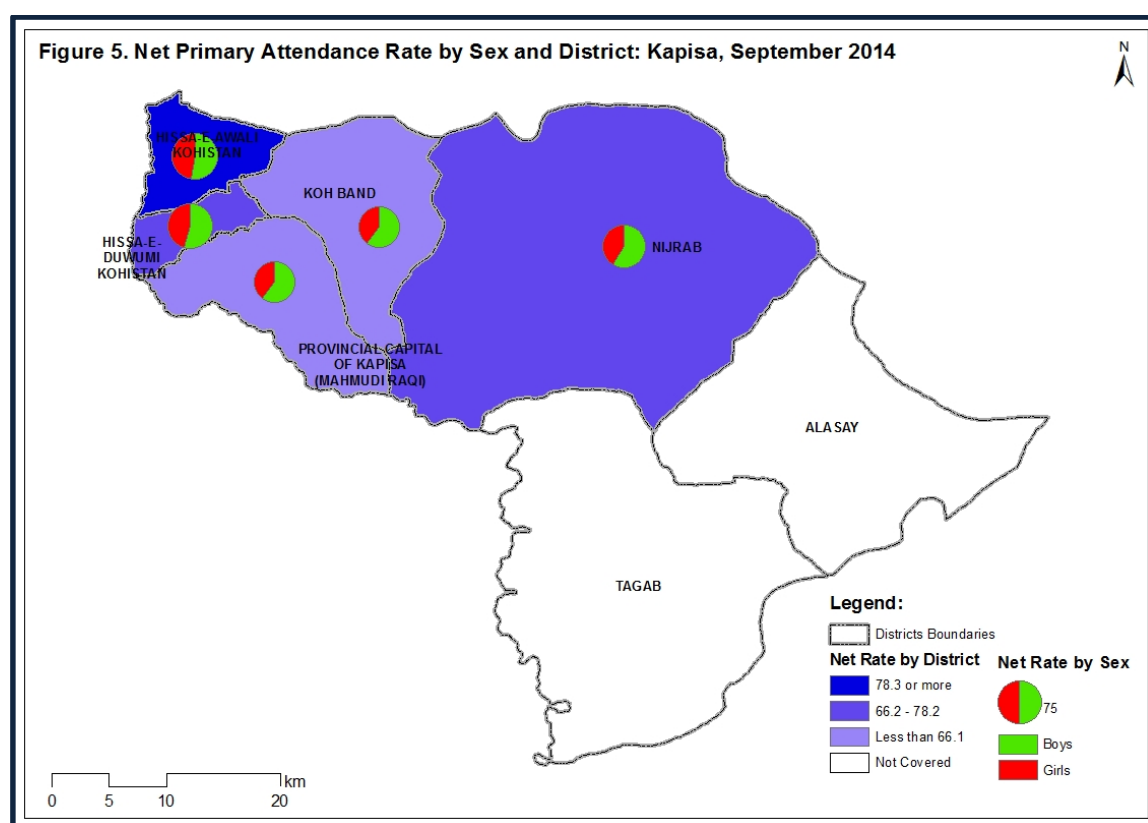 Figure 5. Net Primary Attendance Rate by Sex and District: Kapisa, September 2014
N
HISSA-E-AWALI
KOHISTAN
KOH BAND
HISSA-E-
DUWUMI
KOHISTAN
NIJRAB
PROVINCIAL CAPITAL
OF KAPISA
(MAHMUDI RAQI)
ALASAY
TAGAB
Legend:
Districts Boundaries
Net Rate by District
78.3 or more
66.2 - 78.2
Less than 66.1
Not Covered
Net Rate by Sex
75
Boys
Girls
km
0 5 10 20